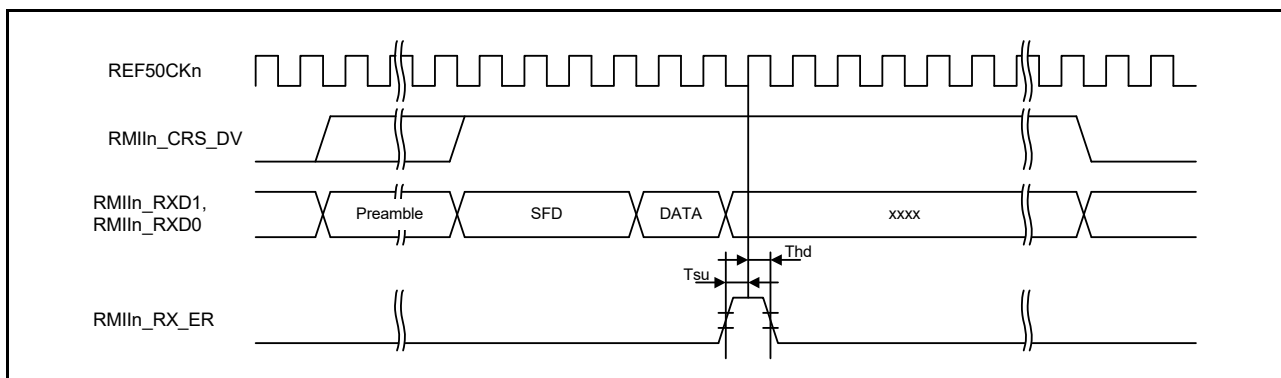 REF50CKn
RMIIn_CRS_DV
RMIIn_RXD1,
RMIIn_RXD0
Preamble
SFD
DATA
xxxx
Thd
Tsu
RMIIn_RX_ER